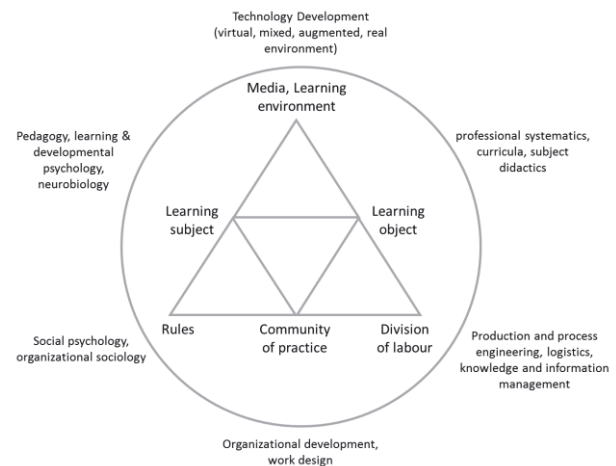 Technology Development
(virtual, mixed, augmented, real
environment)
Media, Learning
environment
Pedagogy, learning &
developmental
psychology,
neurobiology
professional systematics,
curricula, subject
didactics
Learning
subject
Learning
object
Rules
Community
of practice
Division
of labour
Social psychology,
organizational sociology
Production and process
engineering, logistics,
knowledge and information
management
Organizational development,
work design